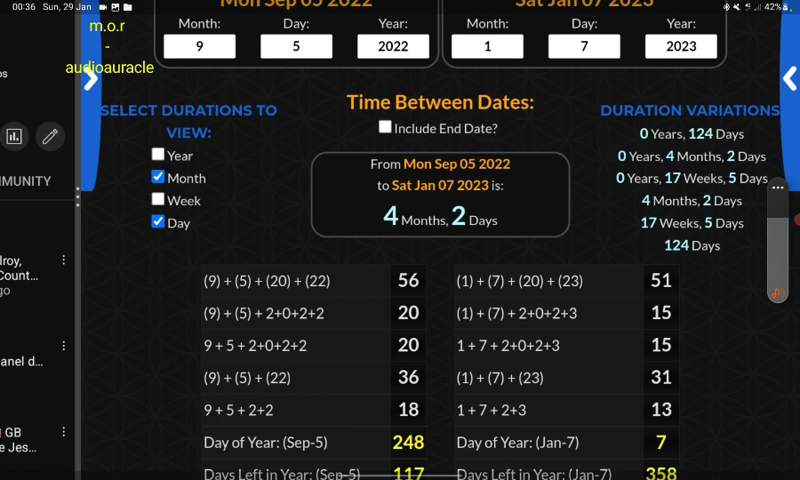 00:36 Sun, 29 Jan
42%
m.o.r
-
audioauracle
Mon Sep 05 2022
Sat Jan 07 2023
Month: Day: Year:
9 5 2022
Month: Day: Year:
1 7 2023
os
MUNITY
lroy,
Count...
go
anel d...
GB
e Jes...
SELECT DURATIONS TO
VIEW:
Year
Month
Week
Day
Time Between Dates:
Include End Date?
From Mon Sep 05 2022
to Sat Jan 07 2023 is:
4 Months, 2 Days
DURATION VARIATIONS
0 Years, 124 Days
0 Years, 4 Months, 2 Days
0 Years, 17 Weeks, 5 Days
4 Months, 2 Days
17 Weeks, 5 Days
124 Days
(9) + (5) + (20) + (22) 56
(9) + (5) + 2+0+2+2 20
9 + 5 + 2+0+2+2 20
(9) + (5) + (22) 36
9 + 5 + 2+2 18
Day of Year: (Sep-5) 248
Days Left in Year: (Sep-5) 117
(1) + (7) + (20) + (23) 51
(1) + (7) + 2+0+2+3 15
1 + 7 + 2+0+2+3 15
(1) + (7) + (23) 31
1 + 7 + 2+3 13
Day of Year: (Jan-7) 7
Days Left in Year: (Jan-7) 358